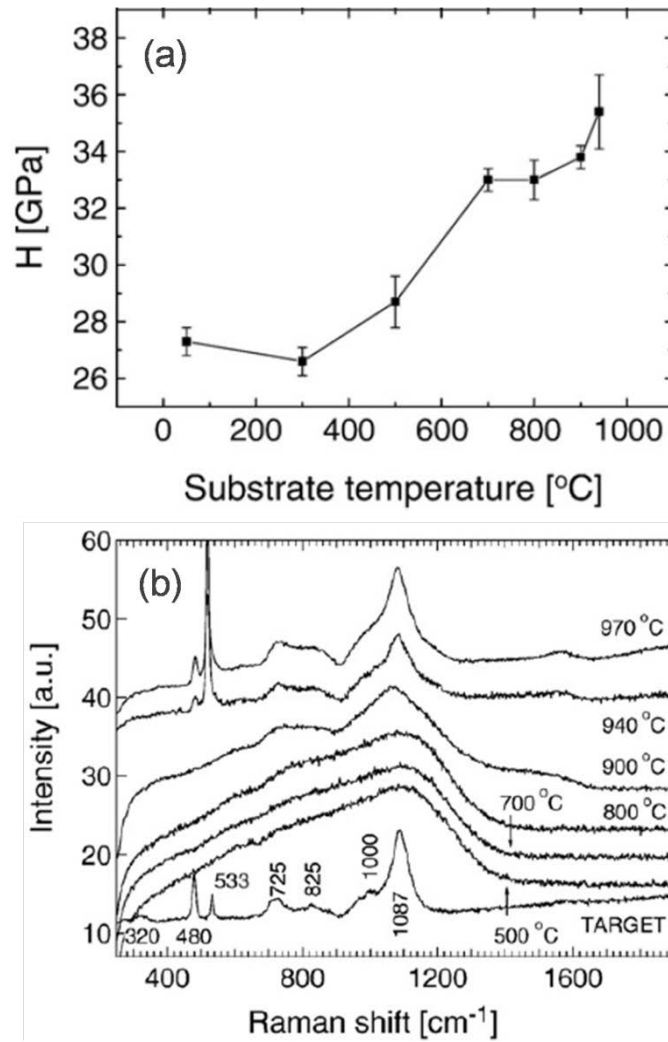 (a)
38
36
34
32
30
28
26
H [GPa]
0 200 400 600 800 1000
Substrate temperature [°C]
(b)
60
50
40
30
20
10
Intensity [a.u.]
970 °C
940 °C
900 °C
700 °C
800 °C
500 °C
TARGET
320 480 533 725 825 1000 1087
400 800 1200 1600
Raman shift [cm-1]